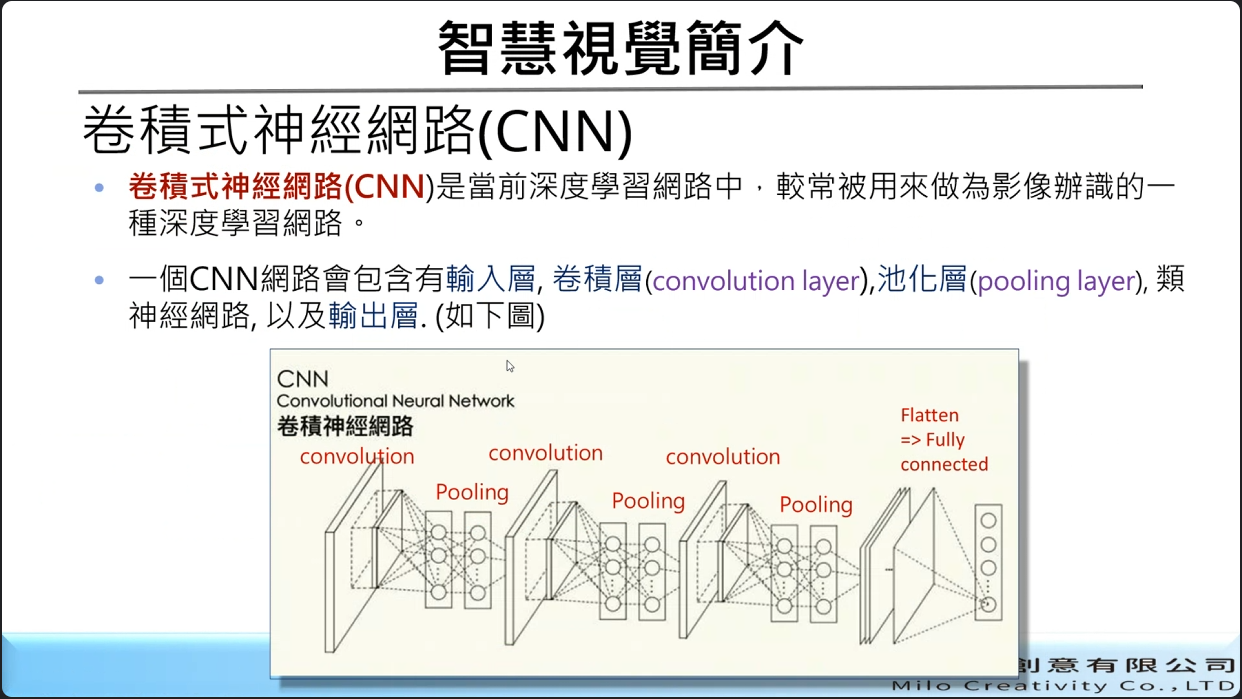 智慧視覺簡介
卷積式神經網路(CNN)
• 卷積式神經網路(CNN)是當前深度學習網路中，較常被用來做為影像辦識的一
種深度學習網路。
• 一個CNN網路會包含有輸入層, 卷積層(convolution layer),池化層(pooling layer), 類
神經網路, 以及輸出層. (如下圖)
CNN
Convolutional Neural Network
卷積神經網路
convolution
Pooling
convolution
Pooling
convolution
Pooling
Flatten
=> Fully
connected
創意有限公司
Milo Creativity Co.,LTD